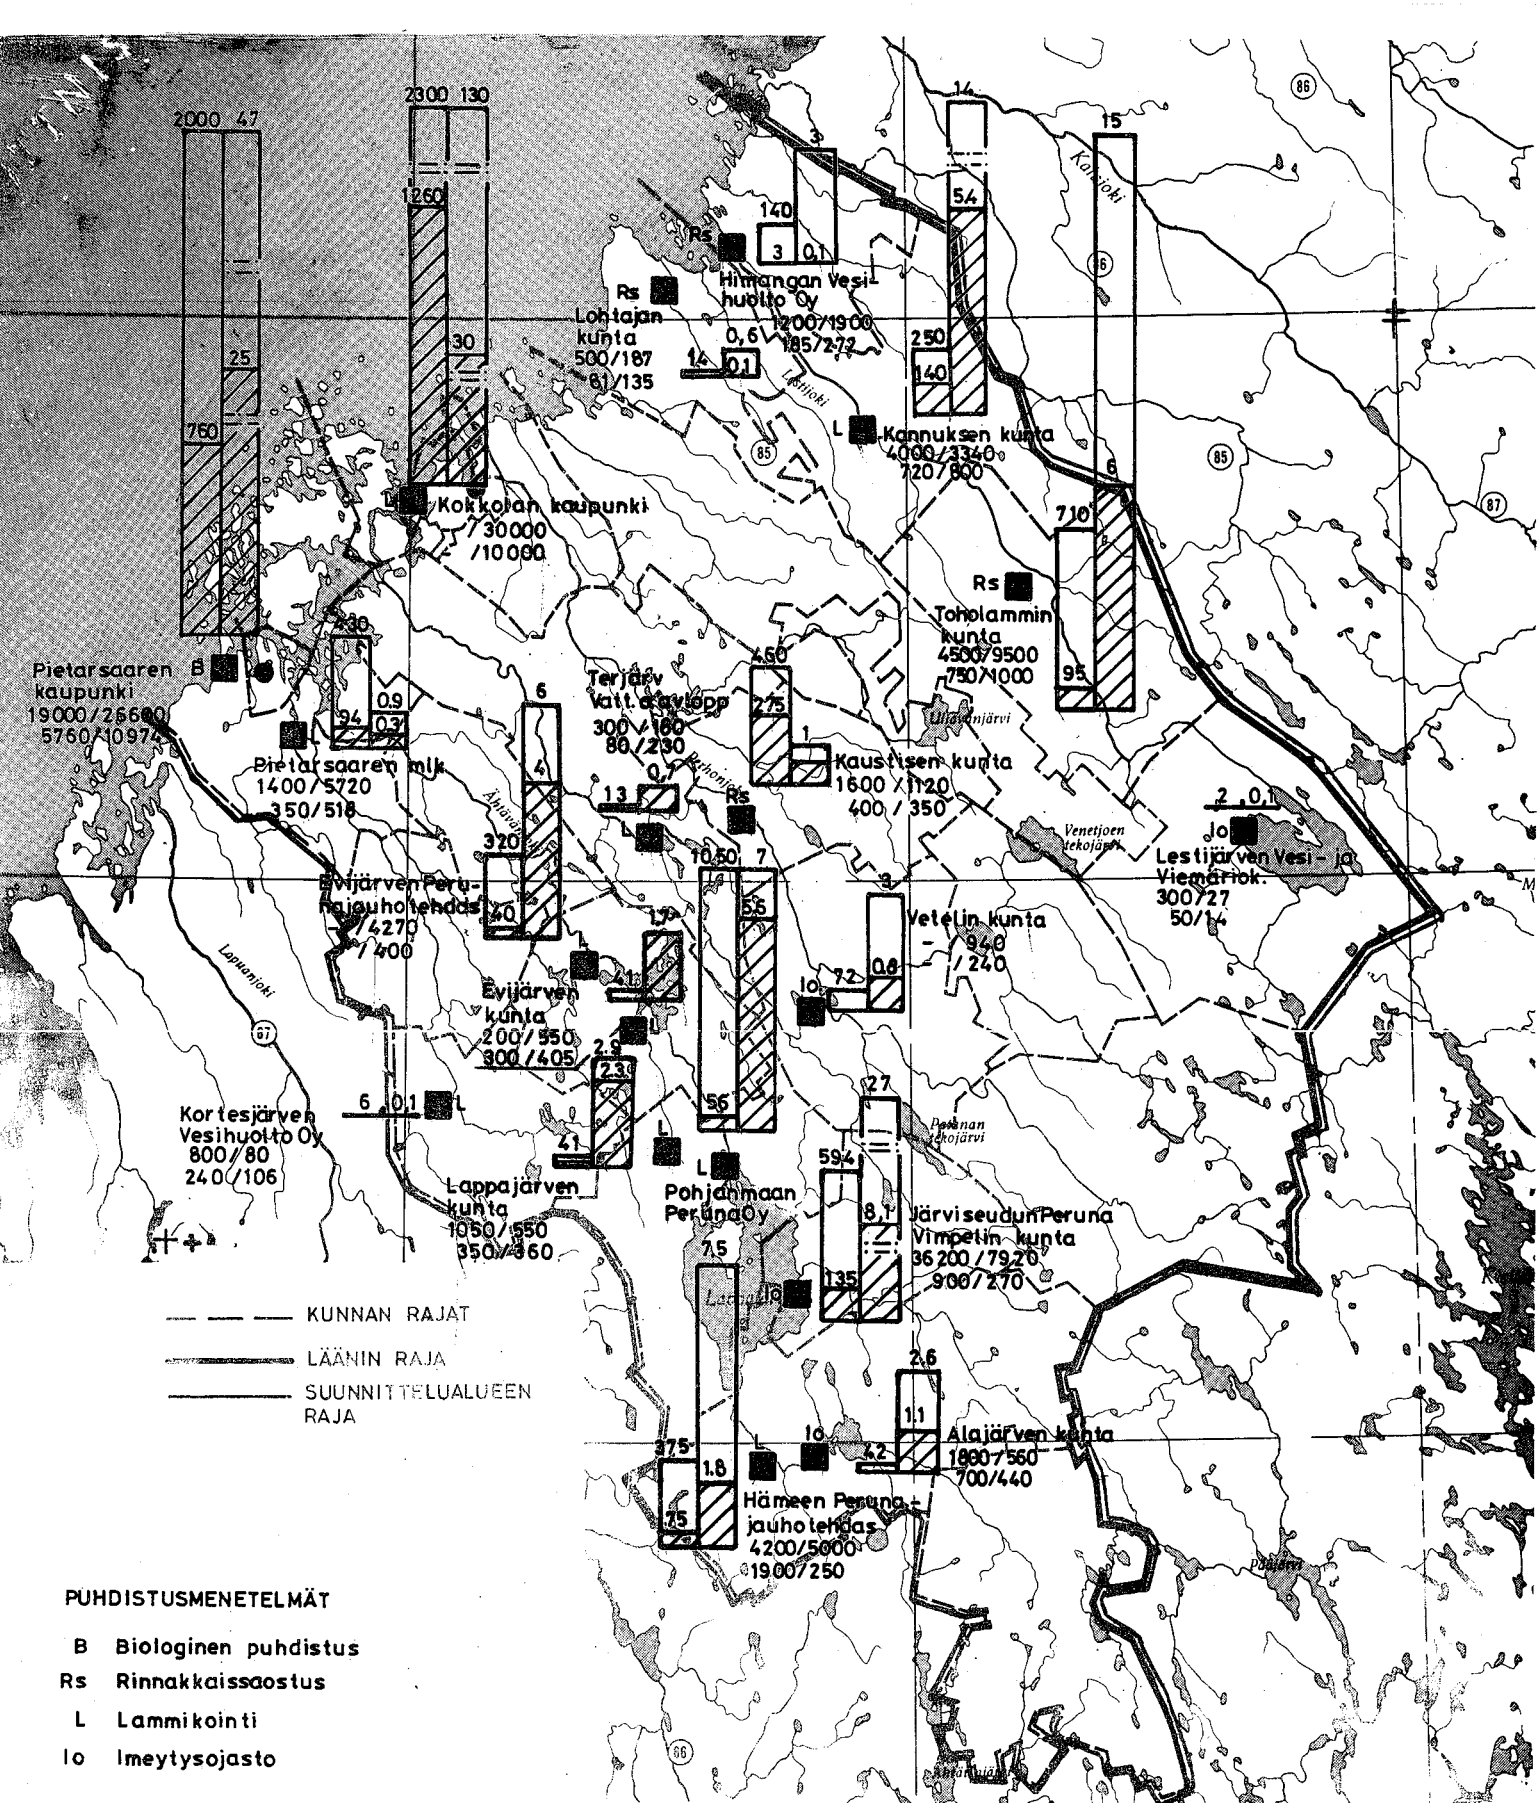 86
2300 130
2000 47
14
15
Kalajoki
3
1260
5.4
140
Rs
3 0,1
86
Himangan Vesi-
huolto Oy
1200/1900
185/272
Rs
Lohtajan
kunta
500/187
81/135
0,6
14
0,1
Lestijoki
250
140
30
25
760
L
Kannuksen kunta
4000/3340
720/800
85
85
6
87
710
Kokkolan kaupunki
/30000
/10000
Rs
Toholammin
kunta
4500/9500
750/1000
95
430
Pietarsaaren
kaupunki
19000/26600
5760/10974
B
0.9
94
0.3
L
Pietarsaaren mlk
1400/5720
350/518
6
4
Terjärv
Vatt.o.avlopp
300/180
80/230
0,7
13
L
Perhonjoki
Rs
460
275
1
Kaustisen kunta
1600/1120
400/350
Ullavanjärvi
Venetjoen
tekojärvi
2 0,1
Io
Lestijärven Vesi- ja
Viemäriok.
300/27
50/14
320
40
Evijärven Peru-
najauhotehdas
- /4270
/400
L
1050 7
5.6
56
3
0.8
72
Io
Vetelin kunta
- /940
- /240
1.7
41
Evijärven
kunta
200/550
300/405
L
Lapuanjoki
67
2.9
2.3
41
6 0,1
L
Kortesjärven
Vesihuolto Oy
800/80
240/106
Lappajärven
kunta
1050/550
350/360
L
L
Pohjanmaan
Peruna Oy
27
Patanan
tekojärvi
594
8,1
135
Io
Järviseudun Peruna
Vimpelin kunta
36200/7920
900/270
7.5
KUNNAN RAJAT
LÄÄNIN RAJA
SUUNNITTELUALUEEN
RAJA
2.6
1.1
42
Io
Alajärven kunta
1800/560
700/440
375
1.8
75
L
Hämeen Peruna-
jauhotehdas
4200/5000
1900/250
Pääjärvi
PUHDISTUSMENETELMÄT
B Biologinen puhdistus
Rs Rinnakkaissaostus
L Lammikointi
Io Imeytysojasto
66